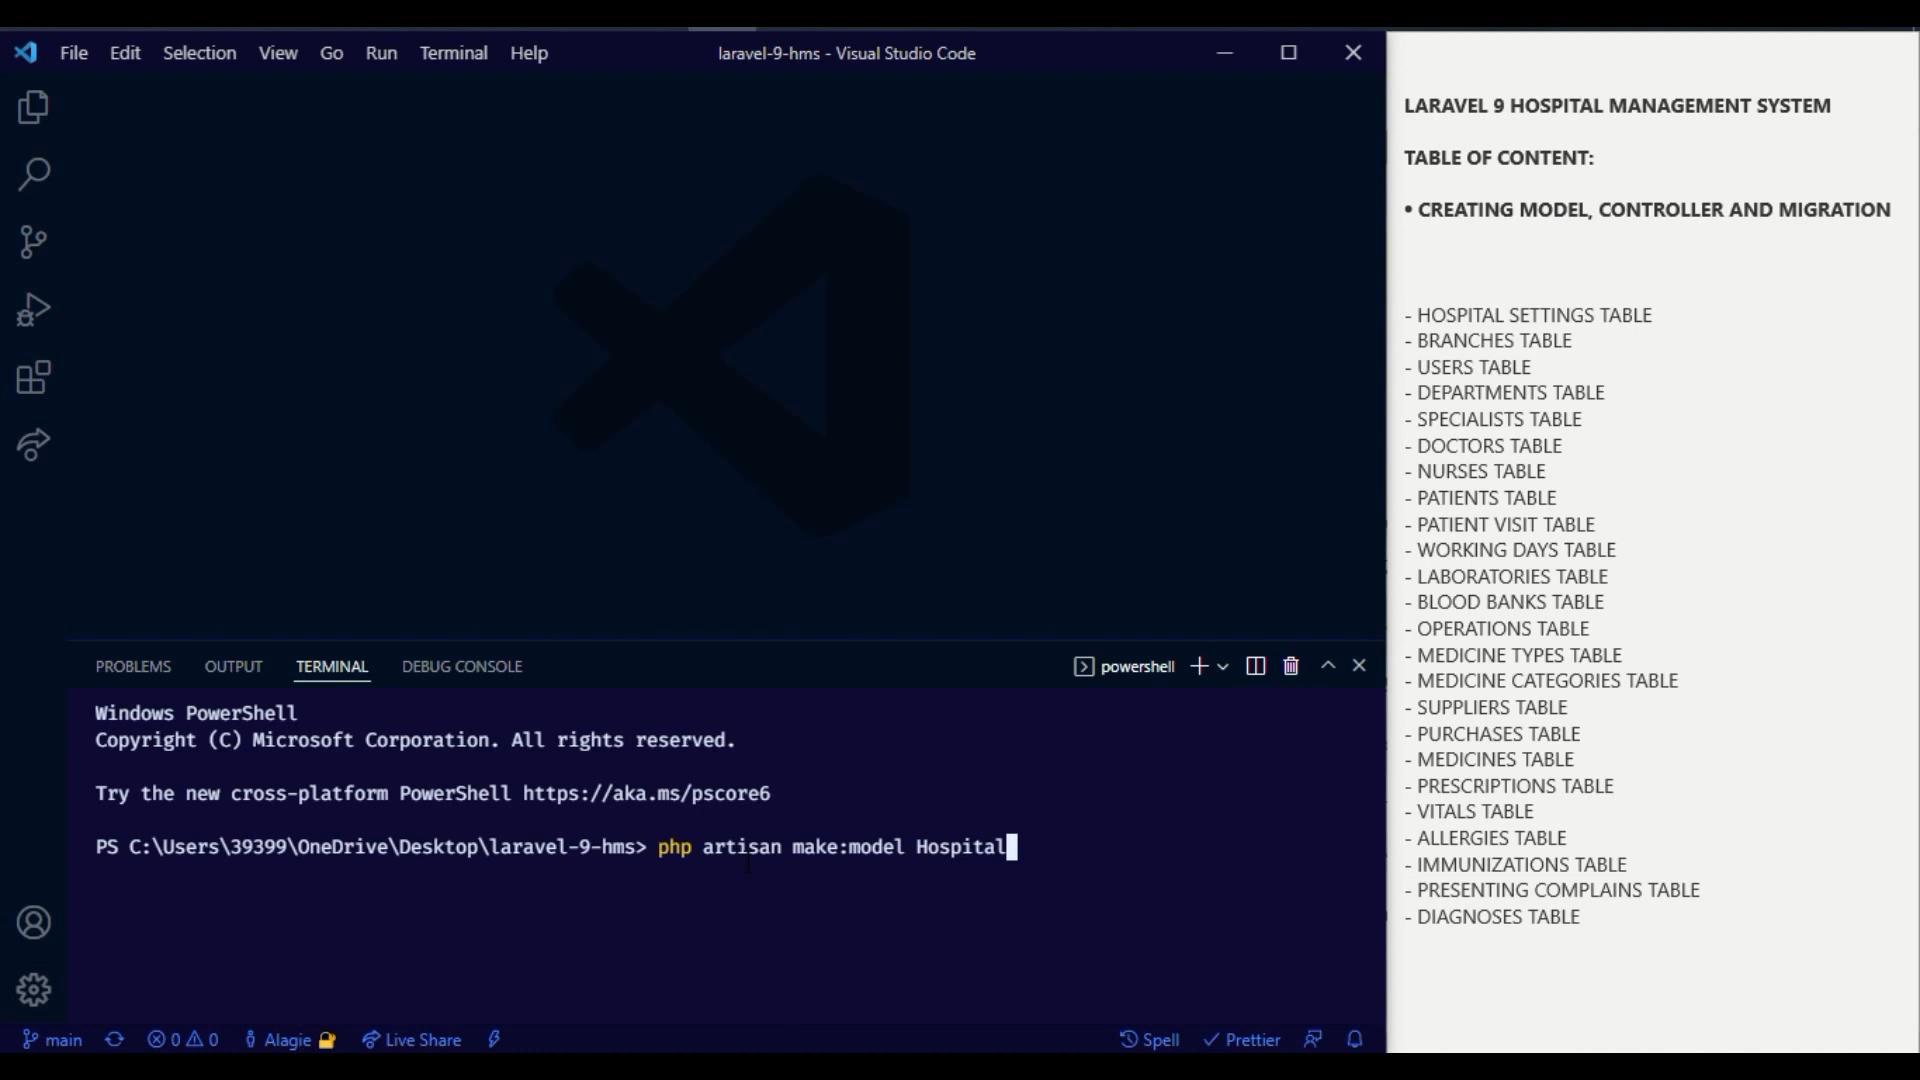 File Edit Selection View Go Run Terminal Help
laravel-9-hms - Visual Studio Code
PROBLEMS OUTPUT TERMINAL DEBUG CONSOLE
powershell
Windows PowerShell
Copyright (C) Microsoft Corporation. All rights reserved.
Try the new cross-platform PowerShell https://aka.ms/pscore6
PS C:\Users\39399\OneDrive\Desktop\laravel-9-hms> php artisan make:model Hospital
main 0 0 Alagie Live Share Spell Prettier
LARAVEL 9 HOSPITAL MANAGEMENT SYSTEM
TABLE OF CONTENT:
• CREATING MODEL, CONTROLLER AND MIGRATION
- HOSPITAL SETTINGS TABLE
- BRANCHES TABLE
- USERS TABLE
- DEPARTMENTS TABLE
- SPECIALISTS TABLE
- DOCTORS TABLE
- NURSES TABLE
- PATIENTS TABLE
- PATIENT VISIT TABLE
- WORKING DAYS TABLE
- LABORATORIES TABLE
- BLOOD BANKS TABLE
- OPERATIONS TABLE
- MEDICINE TYPES TABLE
- MEDICINE CATEGORIES TABLE
- SUPPLIERS TABLE
- PURCHASES TABLE
- MEDICINES TABLE
- PRESCRIPTIONS TABLE
- VITALS TABLE
- ALLERGIES TABLE
- IMMUNIZATIONS TABLE
- PRESENTING COMPLAINS TABLE
- DIAGNOSES TABLE